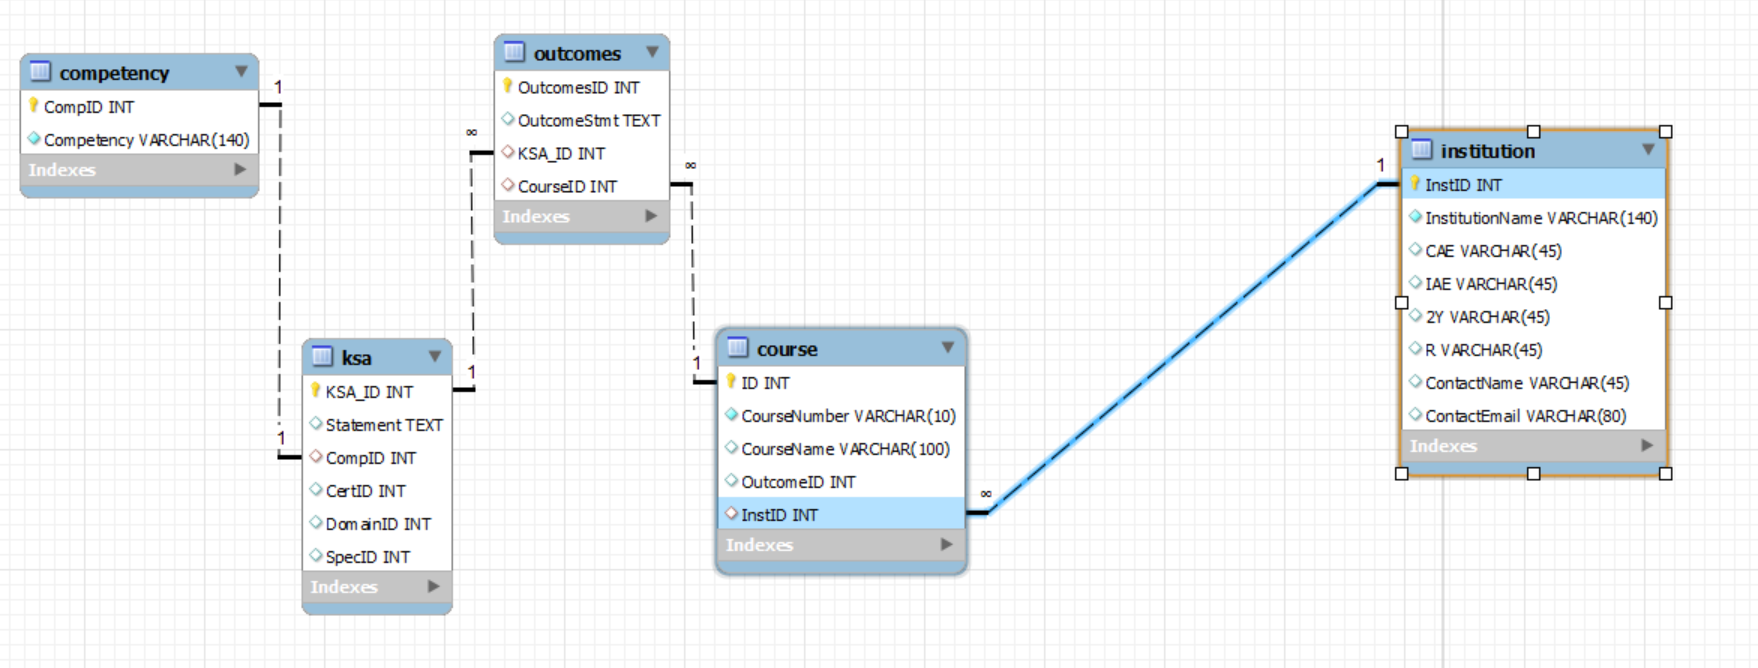 competency
CompID INT
Competency VARCHAR(140)
Indexes
1
1
ksa
KSA_ID INT
Statement TEXT
CompID INT
CertID INT
DomainID INT
SpecID INT
Indexes
1
∞
outcomes
OutcomesID INT
OutcomeStmt TEXT
KSA_ID INT
CourseID INT
Indexes
∞
1
course
ID INT
CourseNumber VARCHAR(10)
CourseName VARCHAR(100)
OutcomeID INT
InstID INT
Indexes
∞
1
institution
InstID INT
InstitutionName VARCHAR(140)
CAE VARCHAR(45)
IAE VARCHAR(45)
2Y VARCHAR(45)
R VARCHAR(45)
ContactName VARCHAR(45)
ContactEmail VARCHAR(80)
Indexes